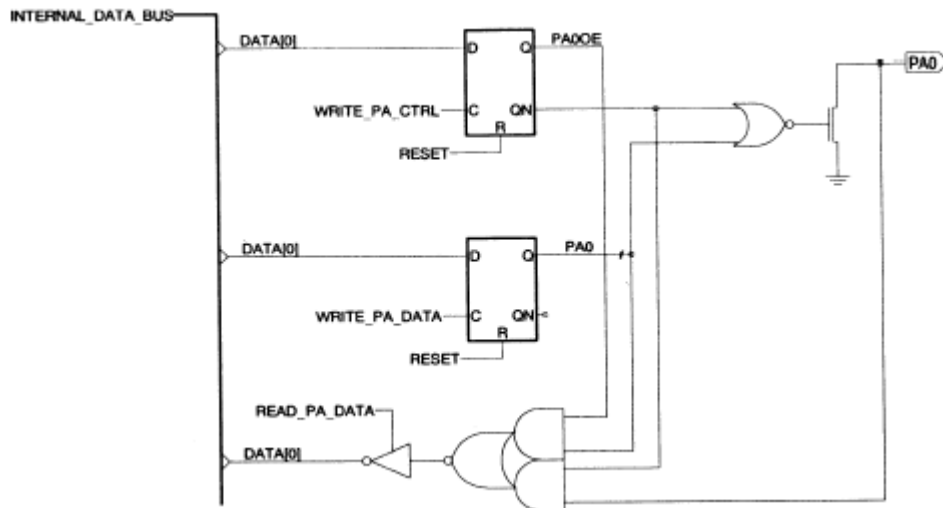 INTERNAL_DATA_BUS
DATA[0]
D
Q
PA0OE
PA0
WRITE_PA_CTRL
C
QN
R
RESET
DATA[0]
D
Q
PA0
WRITE_PA_DATA
C
QN
R
RESET
READ_PA_DATA
DATA[0]